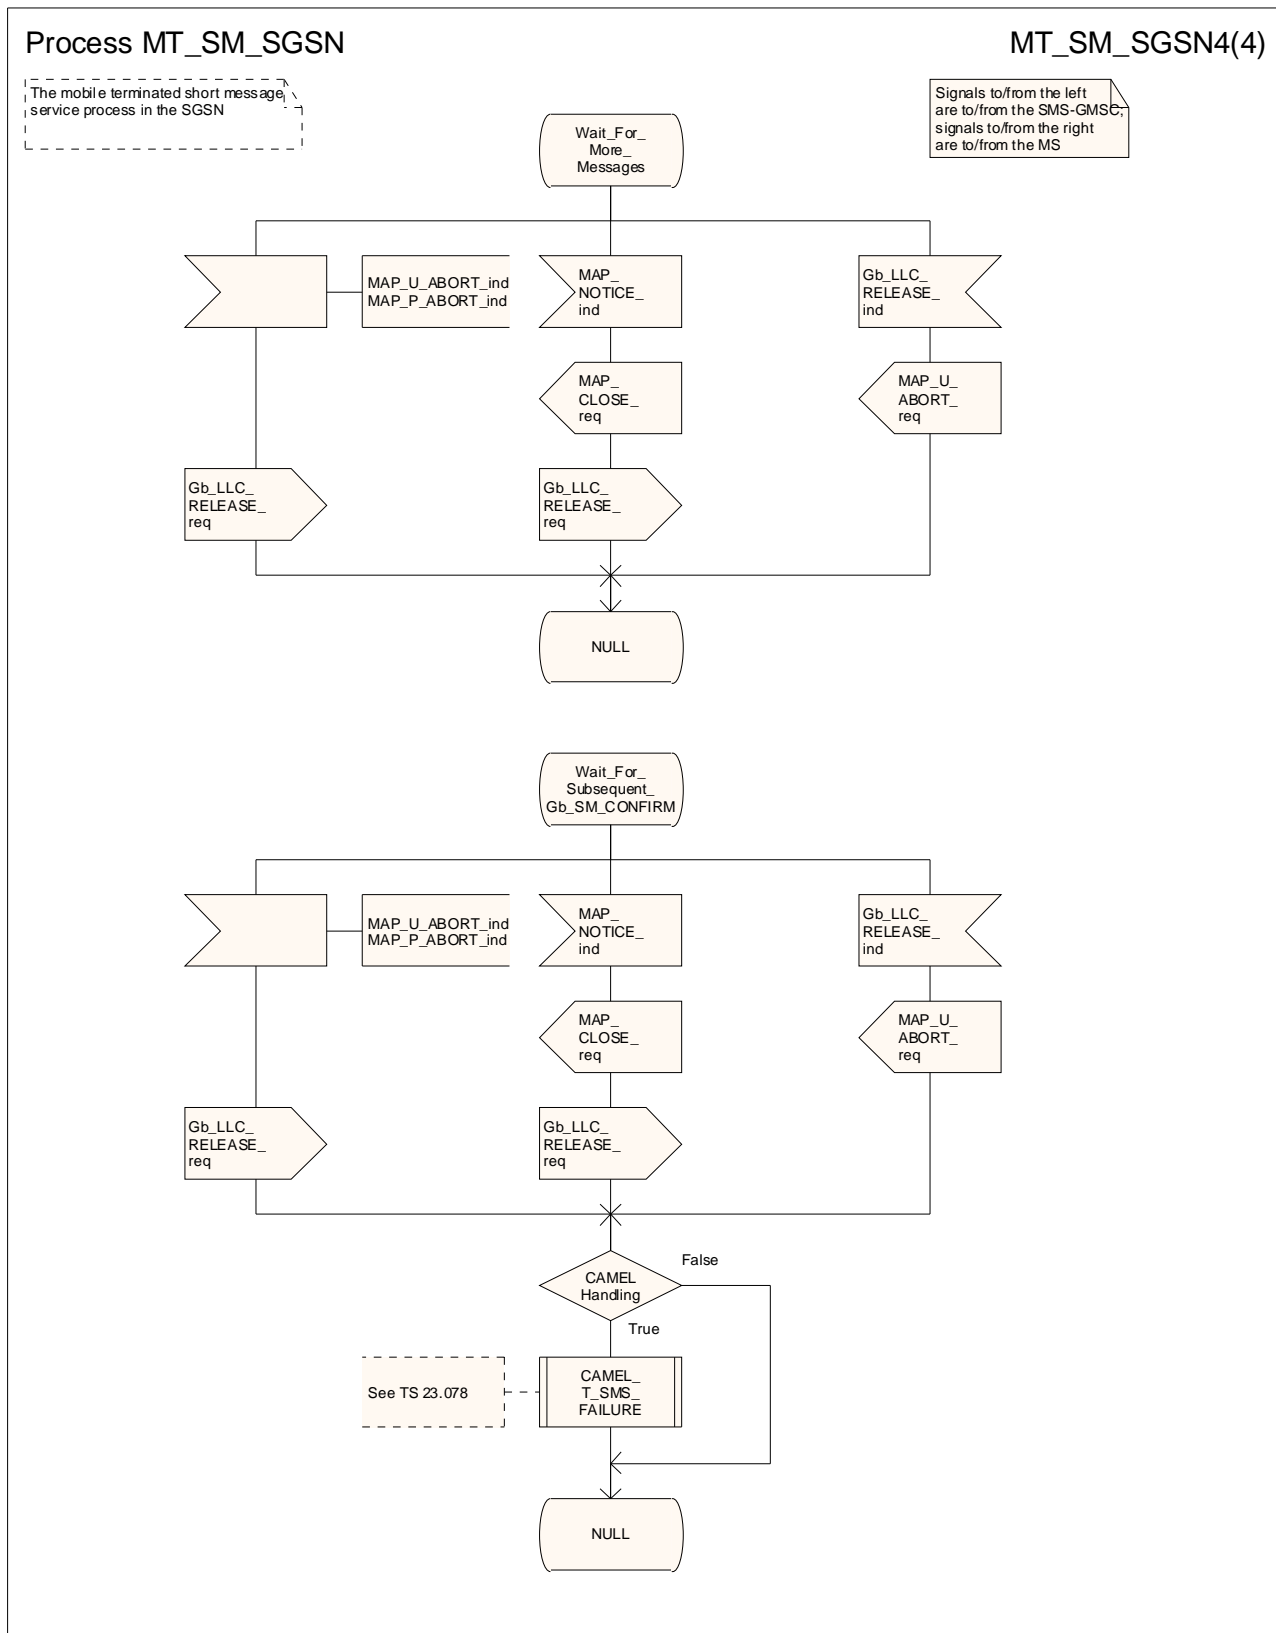 Process MT_SM_SGSN
MT_SM_SGSN4(4)
The mobile terminated short message
service process in the SGSN
Signals to/from the left
are to/from the SMS-GMSC;
signals to/from the right
are to/from the MS
Wait_For_
More_
Messages
MAP_U_ABORT_ind
MAP_P_ABORT_ind
MAP_
NOTICE_
ind
Gb_LLC_
RELEASE_
ind
MAP_
CLOSE_
req
MAP_U_
ABORT_
req
Gb_LLC_
RELEASE_
req
Gb_LLC_
RELEASE_
req
NULL
Wait_For_
Subsequent_
Gb_SM_CONFIRM
MAP_U_ABORT_ind
MAP_P_ABORT_ind
MAP_
NOTICE_
ind
Gb_LLC_
RELEASE_
ind
MAP_
CLOSE_
req
MAP_U_
ABORT_
req
Gb_LLC_
RELEASE_
req
Gb_LLC_
RELEASE_
req
False
CAMEL
Handling
True
See TS 23.078
CAMEL_
T_SMS_
FAILURE
NULL